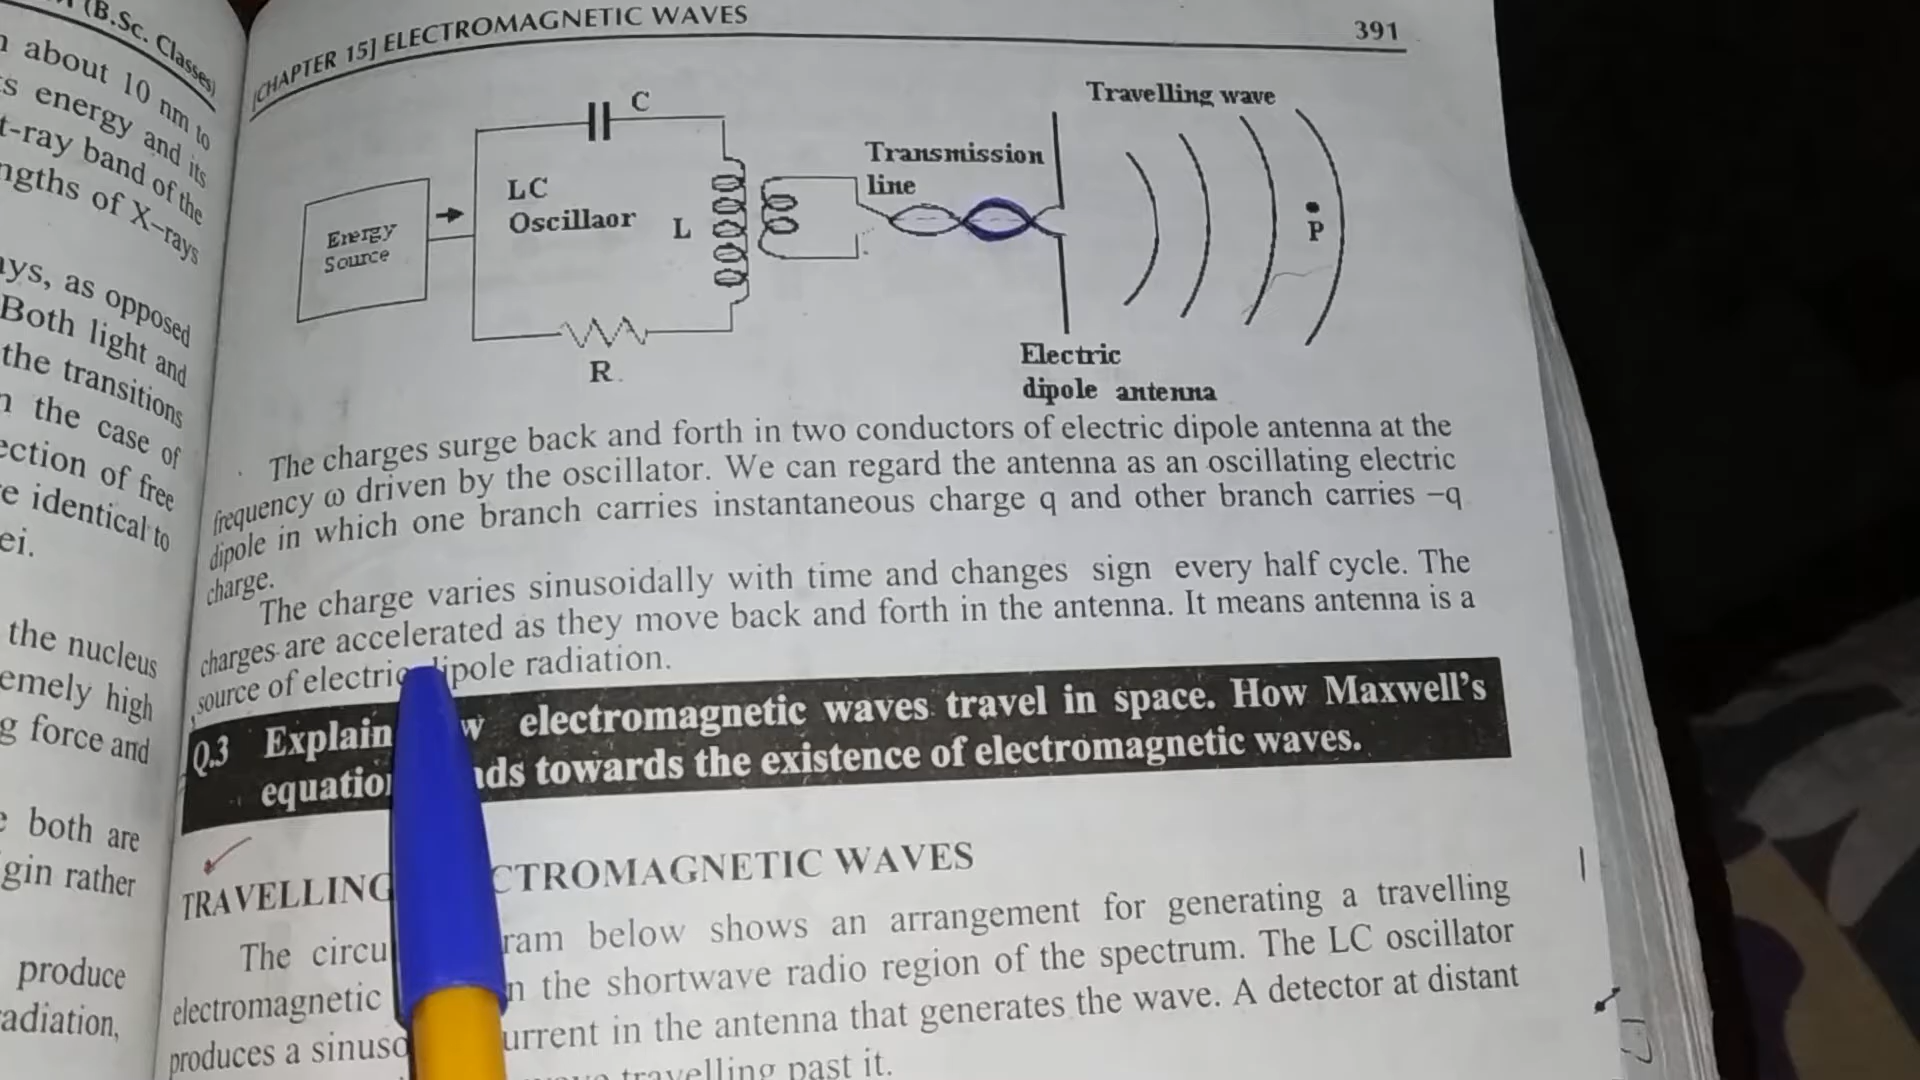 (B.Sc. Classes)
about 10 nm to
s energy and its
t-ray band of the
ngths of X-rays
ys, as opposed
Both light and
the transitions
n the case of
ection of free
e identical to
ei.
the nucleus
emely high
g force and
both are
gin rather
produce
adiation,
[CHAPTER 15] ELECTROMAGNETIC WAVES
391
C
Travelling wave
Transmission
line
LC
Oscillaor
L
Energy
Source
P
R
Electric
dipole antenna
The charges surge back and forth in two conductors of electric dipole antenna at the
frequency ω driven by the oscillator. We can regard the antenna as an oscillating electric
dipole in which one branch carries instantaneous charge q and other branch carries –q
charge.
The charge varies sinusoidally with time and changes sign every half cycle. The
charges are accelerated as they move back and forth in the antenna. It means antenna is a
source of electric dipole radiation.
Q.3 Explain w electromagnetic waves travel in space. How Maxwell's
equatio ads towards the existence of electromagnetic waves.
TRAVELLING CTROMAGNETIC WAVES
The circu ram below shows an arrangement for generating a travelling
electromagnetic n the shortwave radio region of the spectrum. The LC oscillator
produces a sinuso urrent in the antenna that generates the wave. A detector at distant
travelling past it.